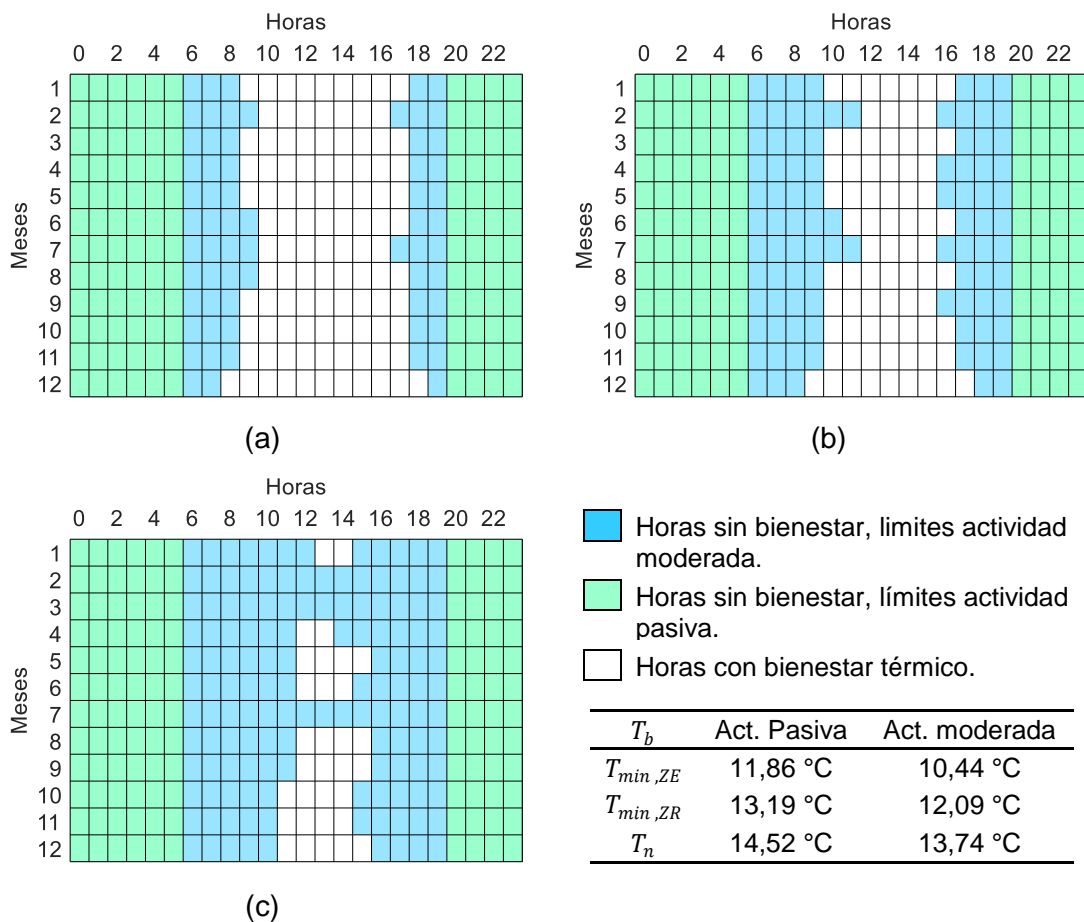 Horas
0 2 4 6 8 10 12 14 16 18 20 22
Meses
1
2
3
4
5
6
7
8
9
10
11
12
(a)
Horas
0 2 4 6 8 10 12 14 16 18 20 22
Meses
1
2
3
4
5
6
7
8
9
10
11
12
(b)
Horas
0 2 4 6 8 10 12 14 16 18 20 22
Meses
1
2
3
4
5
6
7
8
9
10
11
12
(c)
Horas sin bienestar, limites actividad
moderada.
Horas sin bienestar, límites actividad
pasiva.
Horas con bienestar térmico.
T_b Act. Pasiva Act. moderada
T_min ,ZE 11,86 °C 10,44 °C
T_min ,ZR 13,19 °C 12,09 °C
T_n 14,52 °C 13,74 °C